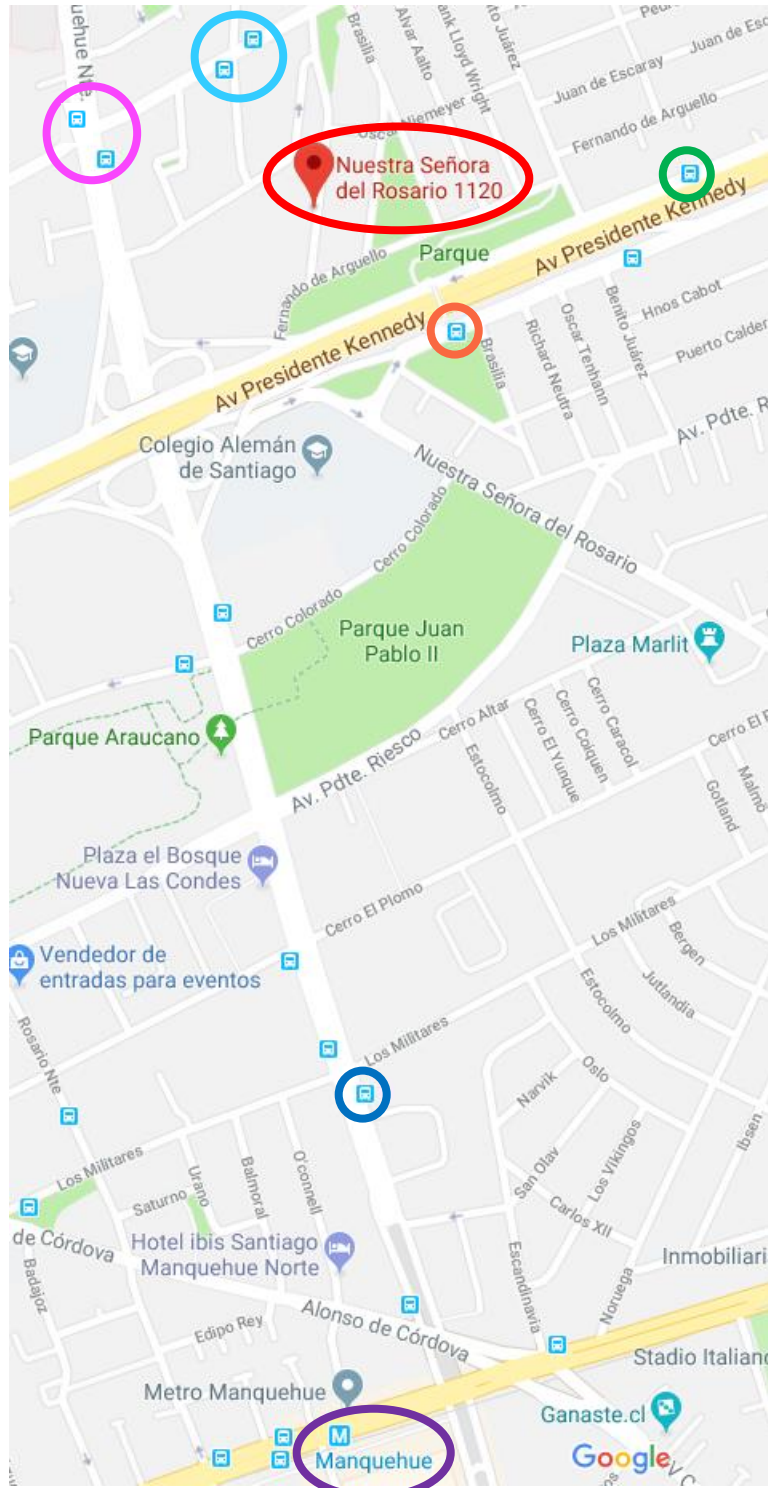 uehue Nte.
Brasilia
Alvar Aalto
ank Lloyd Wright
ito Juárez
Juan de Esc
Juan de Escaray
Fernando de Arguello
Oscar Niemeyer
Nuestra Señora
del Rosario 1120
Av Presidente Kennedy
Parque
Fernando de Arguello
Hnos Cabot
Benito Juárez
Oscar Tenhann
Richard Neutra
Brasilia
Puerto Calder
Av Presidente Kennedy
Av. Pdte. R
Colegio Alemán
de Santiago
Nuestra Señora del Rosario
Cerro Colorado
Cerro Colorado
Parque Juan
Pablo II
Plaza Marlit
Parque Araucano
Av. Pdte. Riesco
Cerro Altar
Cerro Caracol
Cerro Coiquen
Cerro El Yunque
Estocolmo
Cerro El P
Malmö
Gotland
Plaza el Bosque
Nueva Las Condes
Cerro El Plomo
Los Militares
Bergen
Vendedor de
entradas para eventos
Jutlandia
Estocolmo
Rosario Nte
Los Militares
Oslo
Narvik
Ibsen
Los Vikingos
San Olav
Carlos XII
O'connell
Balmoral
Urano
Los Militares
Saturno
de Córdova
Hotel ibis Santiago
Manquehue Norte
Escandinavia
Noruega
Inmobiliari
Badajoz
Alonso de Córdova
Edipo Rey
Stadio Italiano
Metro Manquehue
Ganaste.cl
M
Manquehue
Google